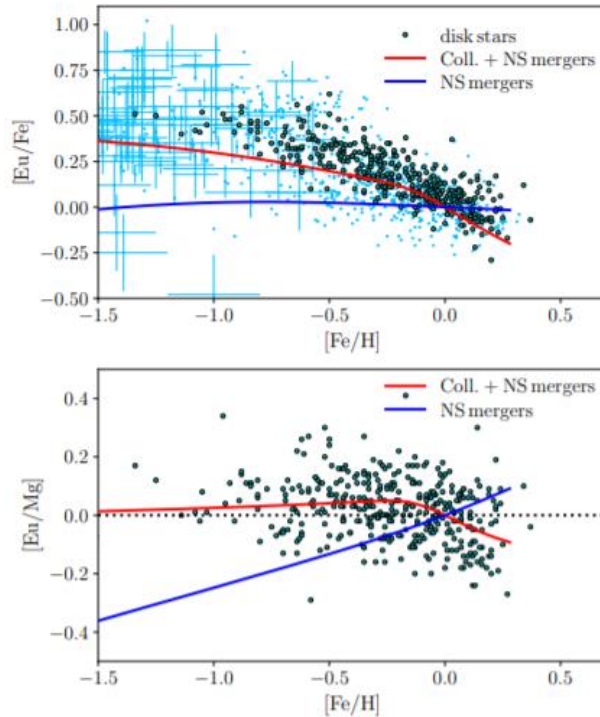 1.00
0.75
0.50
0.25
0.00
−0.25
−0.50
[Eu/Fe]
disk stars
Coll. + NS mergers
NS mergers
−1.5 −1.0 −0.5 0.0 0.5
[Fe/H]
0.4
0.2
0.0
−0.2
−0.4
[Eu/Mg]
Coll. + NS mergers
NS mergers
−1.5 −1.0 −0.5 0.0 0.5
[Fe/H]